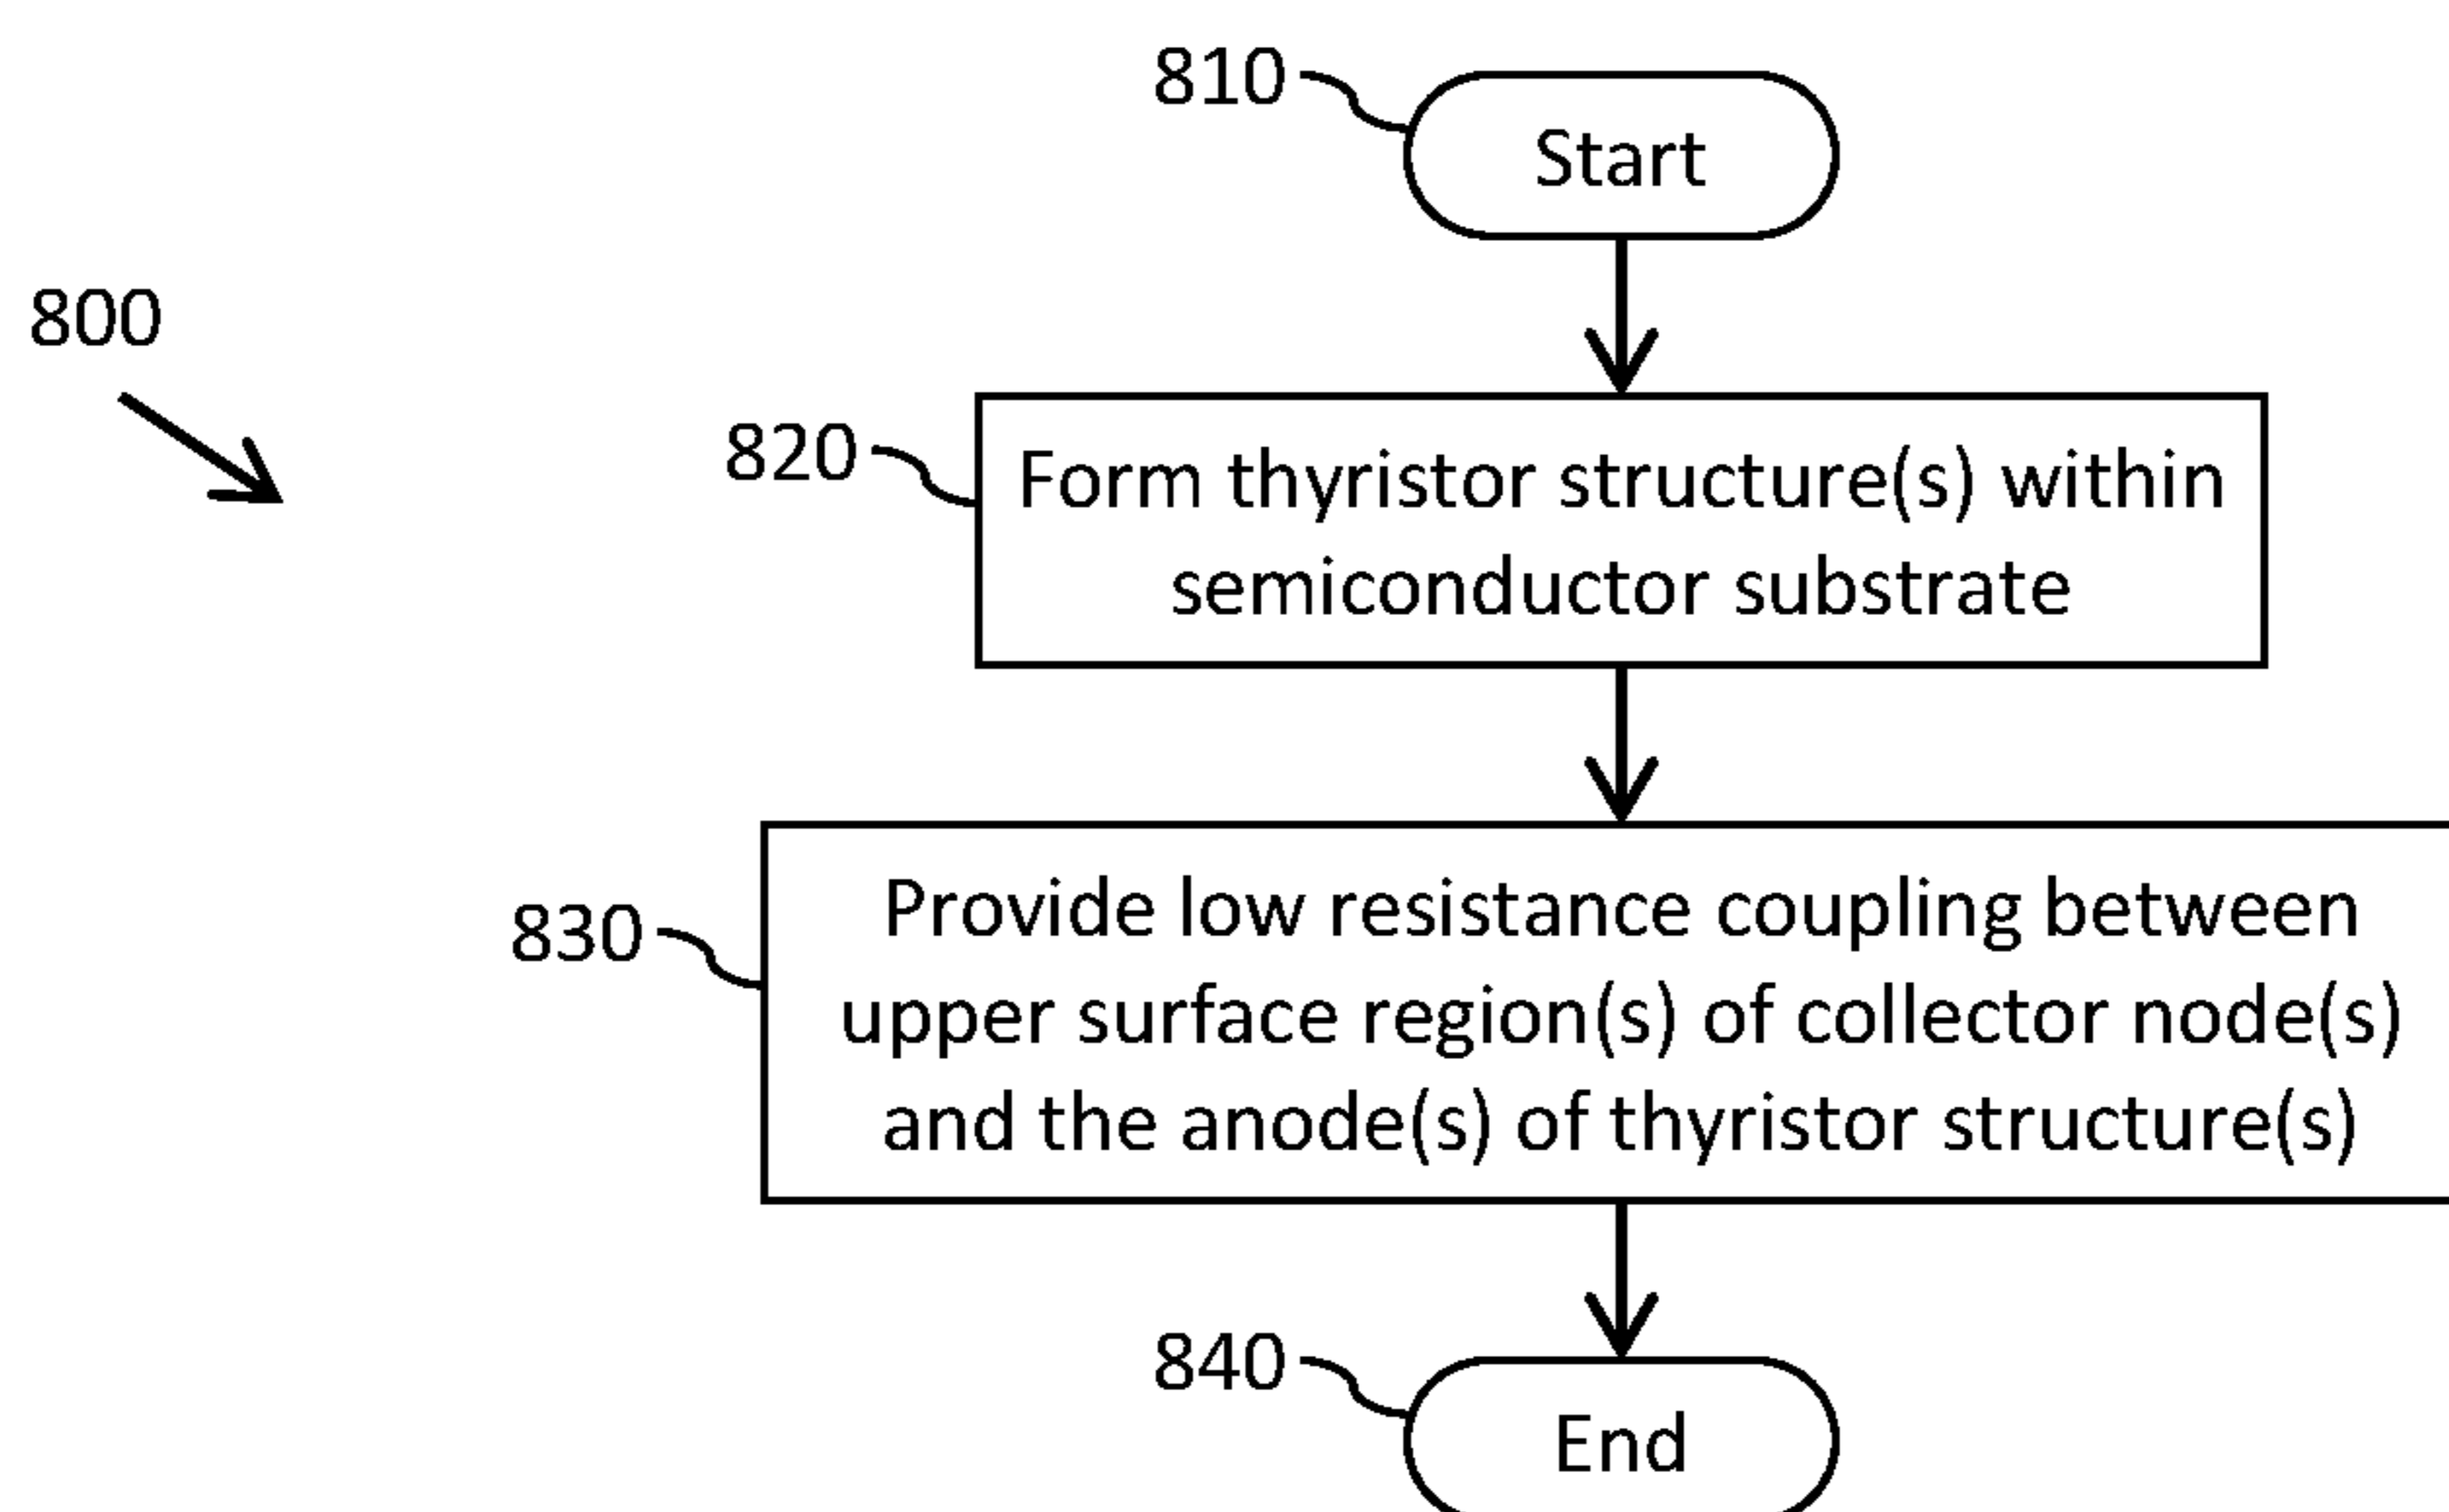 810
Start
800
820
Form thyristor structure(s) within
semiconductor substrate
830
Provide low resistance coupling between
upper surface region(s) of collector node(s)
and the anode(s) of thyristor structure(s)
840
End